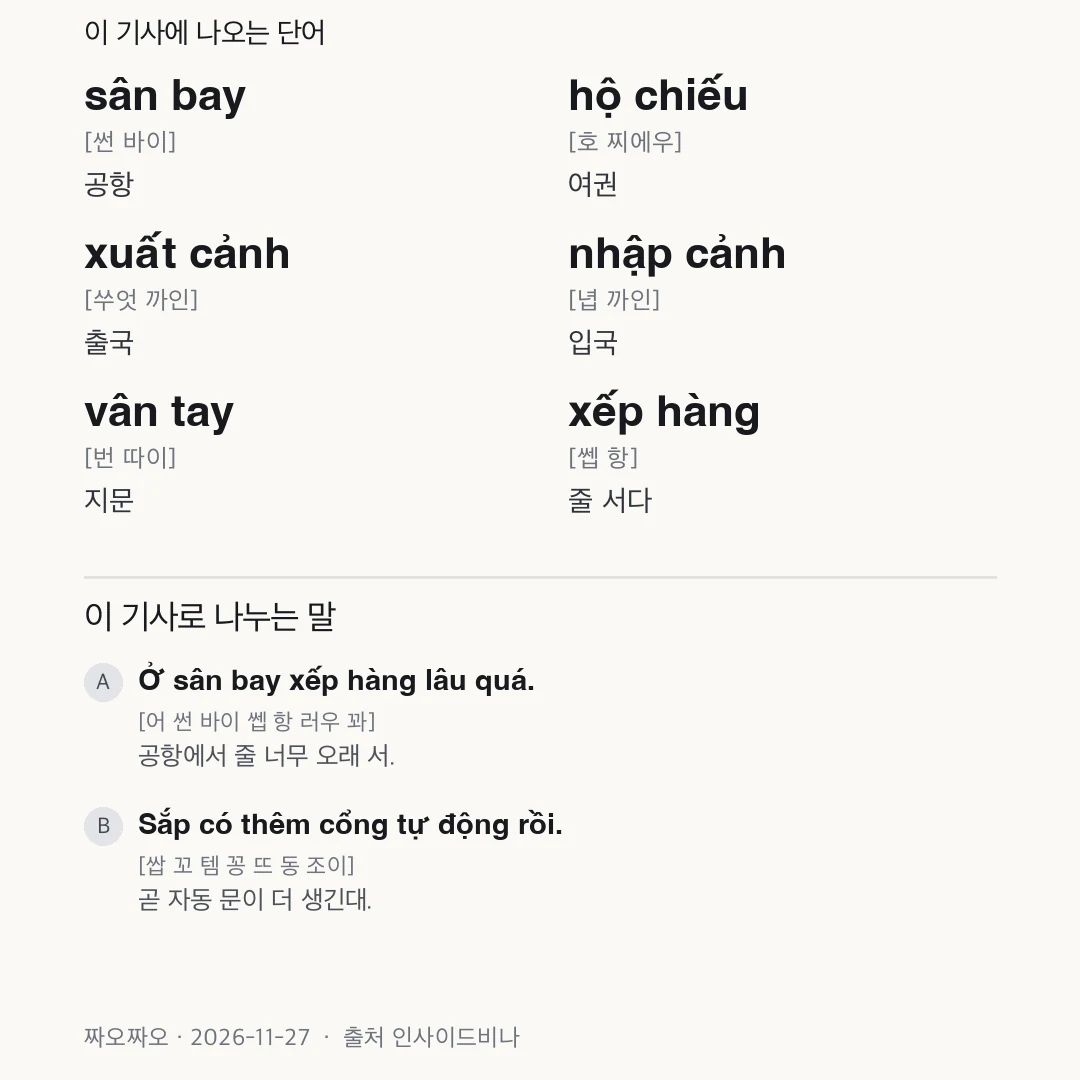 이 기사에 나오는 단어
sân bay
[썬 바이]
공항
hộ chiếu
[호 찌에우]
여권
xuất cảnh
[쑤엇 까인]
출국
nhập cảnh
[녑 까인]
입국
vân tay
[번 따이]
지문
xếp hàng
[쎕 항]
줄 서다
이 기사로 나누는 말
A Ở sân bay xếp hàng lâu quá.
[어 썬 바이 쎕 항 러우 꽈]
공항에서 줄 너무 오래 서.
B Sắp có thêm cổng tự động rồi.
[쌉 꼬 템 꽁 뜨 동 조이]
곧 자동 문이 더 생긴대.
짜오짜오 · 2026-11-27 · 출처 인사이드비나